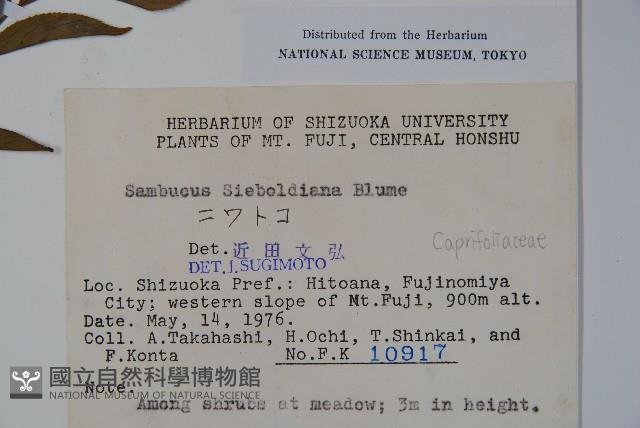 Distributed from the Herbarium
NATIONAL SCIENCE MUSEUM, TOKYO
HERBARIUM OF SHIZUOKA UNIVERSITY
PLANTS OF MT. FUJI, CENTRAL HONSHU
Sambucus Sieboldiana Blume
ニワトコ
Det. 近田文弘
Caprifoliaceae
DET. J. SUGIMOTO
Loc. Shizuoka Pref.: Hitoana, Fujinomiya
City; western slope of Mt.Fuji, 900m alt.
Date. May, 14, 1976.
Coll. A.Takahashi, H.Ochi, T.Shinkai, and
F.Konta No.F.K 10917
國立自然科學博物館
NATIONAL MUSEUM OF NATURAL SCIENCE
Note.
Among shrubs at meadow; 3m in height.